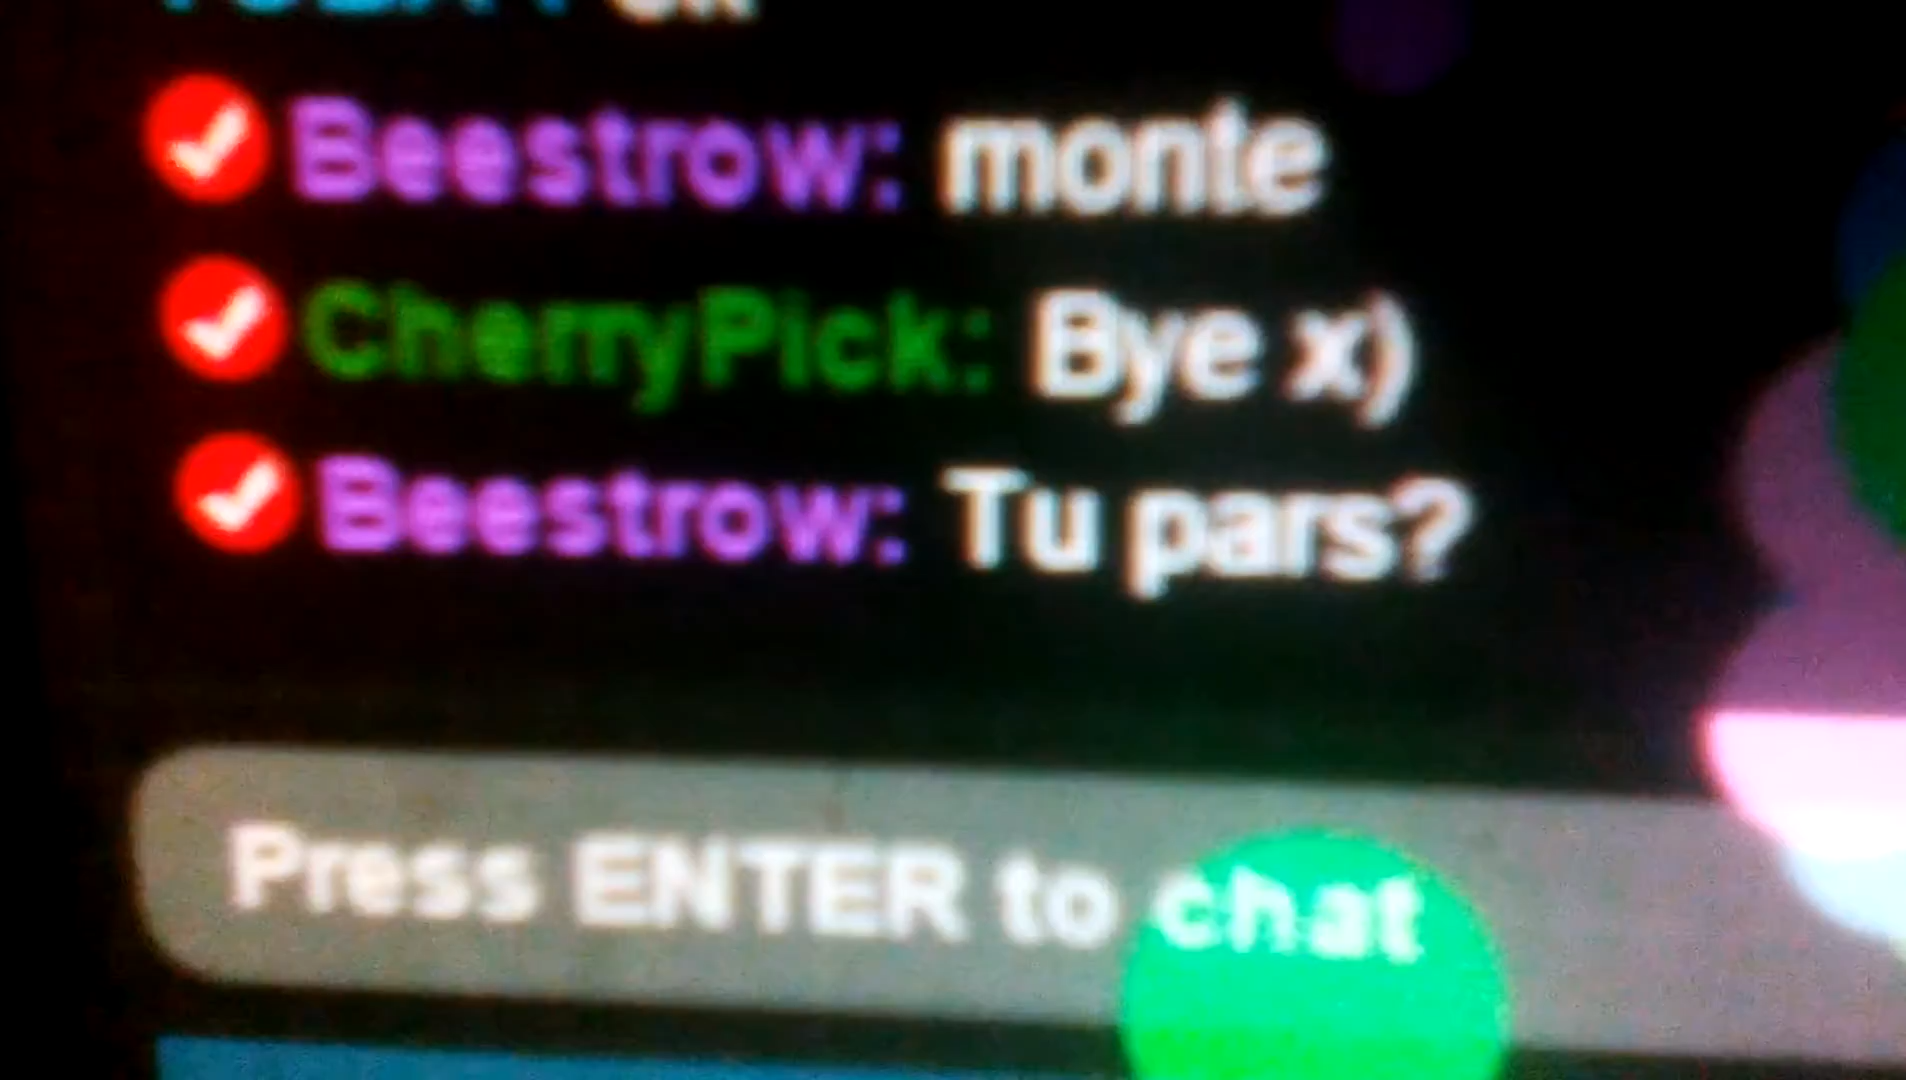 Beestrow: monte
CherryPick: Bye x)
Beestrow: Tu pars?
Press ENTER to chat